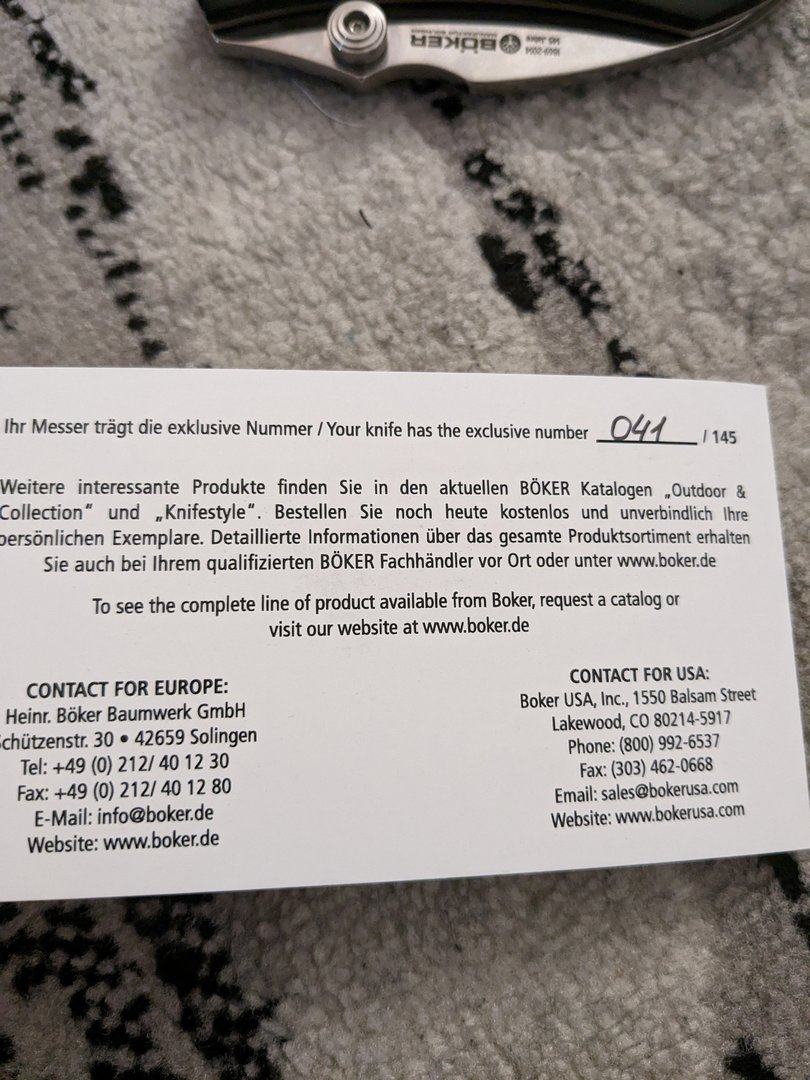 BÖKER
1869-2014
145 Jahre
Ihr Messer trägt die exklusive Nummer / Your knife has the exclusive number 041 / 145
Weitere interessante Produkte finden Sie in den aktuellen BÖKER Katalogen „Outdoor &
Collection“ und „Knifestyle“. Bestellen Sie noch heute kostenlos und unverbindlich Ihre
persönlichen Exemplare. Detaillierte Informationen über das gesamte Produktsortiment erhalten
Sie auch bei Ihrem qualifizierten BÖKER Fachhändler vor Ort oder unter www.boker.de
To see the complete line of product available from Boker, request a catalog or
visit our website at www.boker.de
CONTACT FOR EUROPE:
Heinr. Böker Baumwerk GmbH
Schützenstr. 30 • 42659 Solingen
Tel: +49 (0) 212/ 40 12 30
Fax: +49 (0) 212/ 40 12 80
E-Mail: info@boker.de
Website: www.boker.de
CONTACT FOR USA:
Boker USA, Inc., 1550 Balsam Street
Lakewood, CO 80214-5917
Phone: (800) 992-6537
Fax: (303) 462-0668
Email: sales@bokerusa.com
Website: www.bokerusa.com